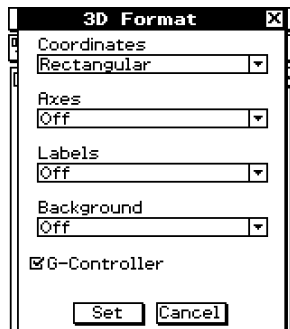 3D Format
Coordinates
Rectangular
Axes
Off
Labels
Off
Background
Off
G-Controller
Set Cancel